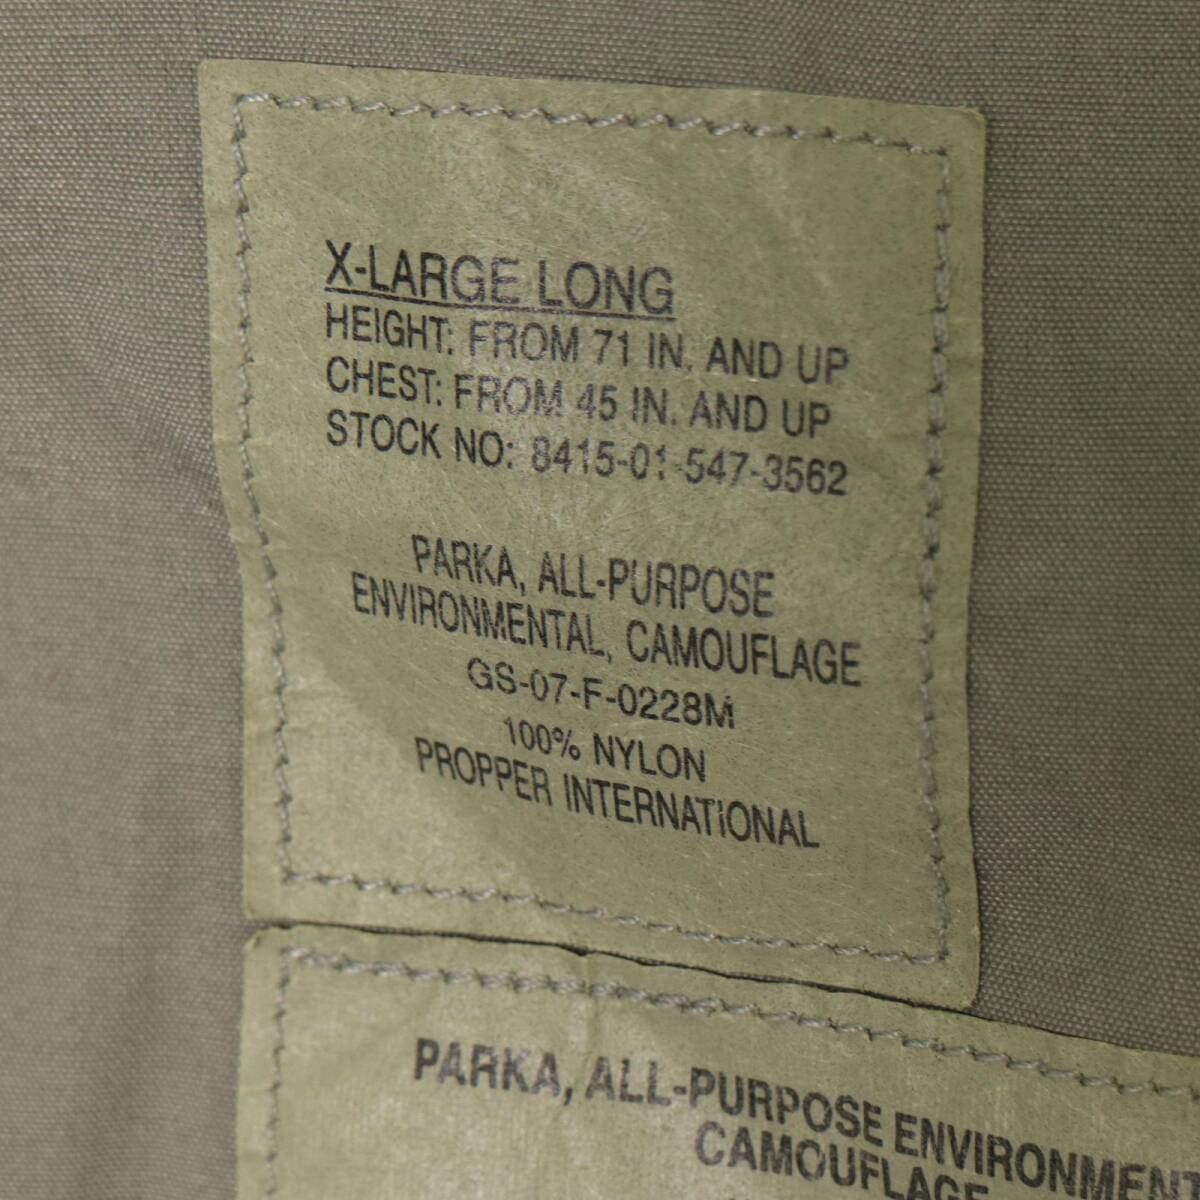 X-LARGE LONG
HEIGHT: FROM 71 IN. AND UP
CHEST: FROM 45 IN. AND UP
STOCK NO: 8415-01-547-3562
PARKA, ALL-PURPOSE
ENVIRONMENTAL, CAMOUFLAGE
GS-07-F-0228M
100% NYLON
PROPPER INTERNATIONAL
PARKA, ALL-PURPOSE ENVIRONMENT
CAMOUFLAGE